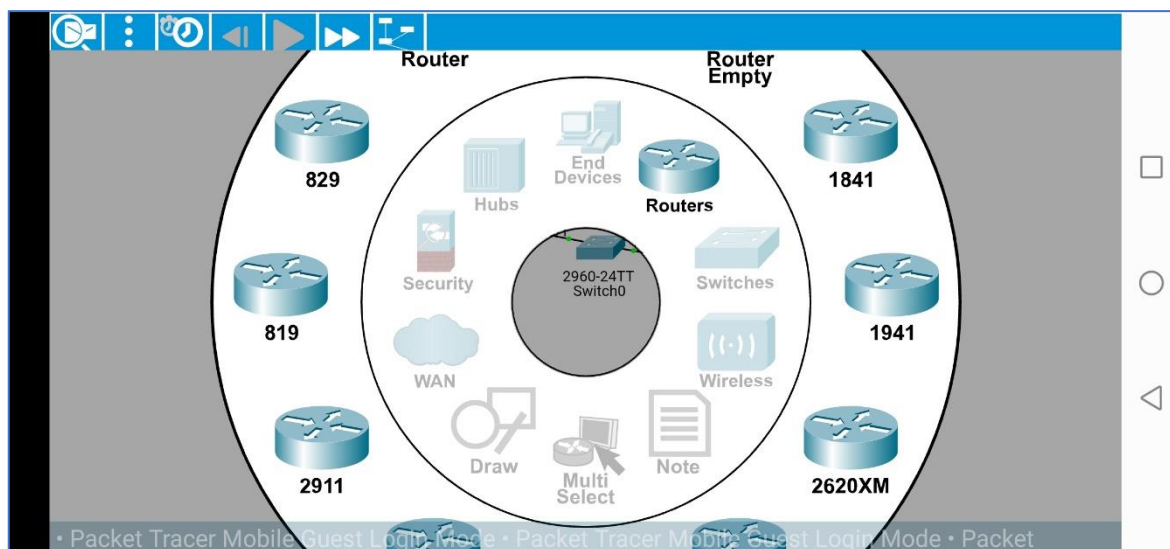 Router
Router
Empty
829
1841
End
Devices
Hubs
Routers
Security
2960-24TT
Switch0
Switches
819
1941
WAN
Wireless
Draw
Multi
Select
Note
2911
2620XM
• Packet Tracer Mobile Guest Login Mode • Packet Tracer Mobile Guest Login Mode • Packet